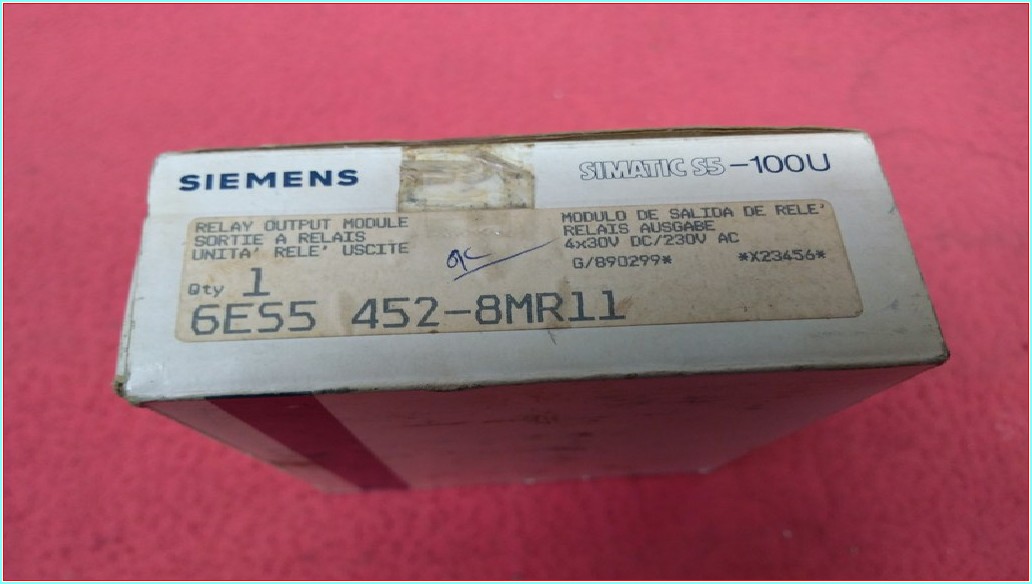 SIEMENS
SIMATIC S5-100U
RELAY OUTPUT MODULE
SORTIE A RELAIS
UNITA' RELE' USCITE
MODULO DE SALIDA DE RELE'
RELAIS AUSGABE
4x30V DC/230V AC
G/890299* *X23456*
Qty 1
6ES5 452-8MR11